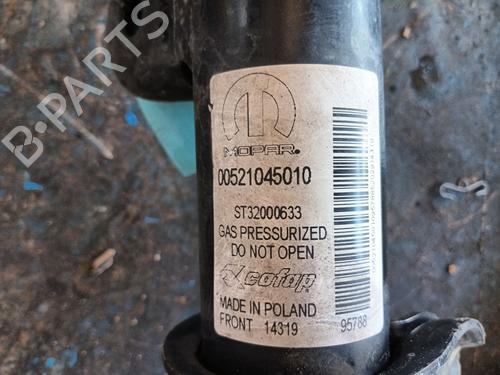 B-PARTS
MOPAR®
00521045010
ST32000633
GAS PRESSURIZED
DO NOT OPEN
cofap
MADE IN POLAND
FRONT 14319 95788